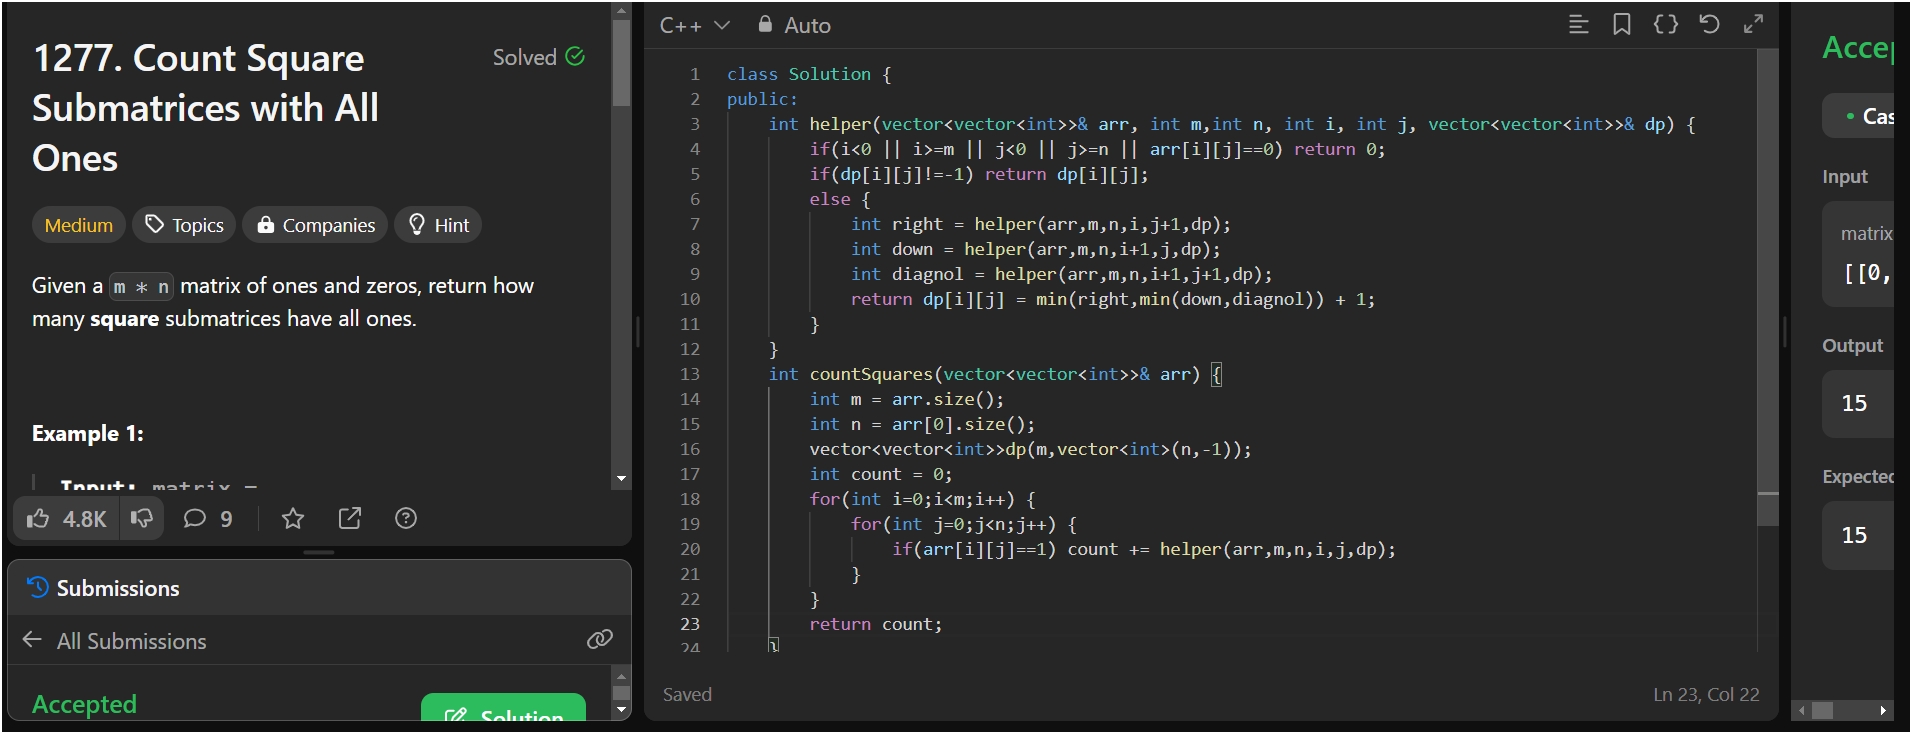 1277. Count Square
Submatrices with All
Ones
Solved
Medium
Topics
Companies
Hint
Given a m * n matrix of ones and zeros, return how
many square submatrices have all ones.
Example 1:
Input: matrix =
4.8K
9
Submissions
All Submissions
Accepted
Solution
C++
Auto
1 class Solution {
2 public:
3 int helper(vector<vector<int>>& arr, int m,int n, int i, int j, vector<vector<int>>& dp) {
4 if(i<0 || i>=m || j<0 || j>=n || arr[i][j]==0) return 0;
5 if(dp[i][j]!=-1) return dp[i][j];
6 else {
7 int right = helper(arr,m,n,i,j+1,dp);
8 int down = helper(arr,m,n,i+1,j,dp);
9 int diagnol = helper(arr,m,n,i+1,j+1,dp);
10 return dp[i][j] = min(right,min(down,diagnol)) + 1;
11 }
12 }
13 int countSquares(vector<vector<int>>& arr) {
14 int m = arr.size();
15 int n = arr[0].size();
16 vector<vector<int>>dp(m,vector<int>(n,-1));
17 int count = 0;
18 for(int i=0;i<m;i++) {
19 for(int j=0;j<n;j++) {
20 if(arr[i][j]==1) count += helper(arr,m,n,i,j,dp);
21 }
22 }
23 return count;
24 }
Saved
Ln 23, Col 22
Accep
Cas
Input
matrix
[[0,
Output
15
Expected
15